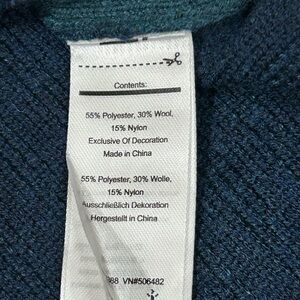 Contents:
55% Polyester, 30% Wool,
15% Nylon
Exclusive Of Decoration
Made in China
55% Polyester, 30% Wolle,
15% Nylon
Ausschließlich Dekoration
Hergestellt in China
VN#506482